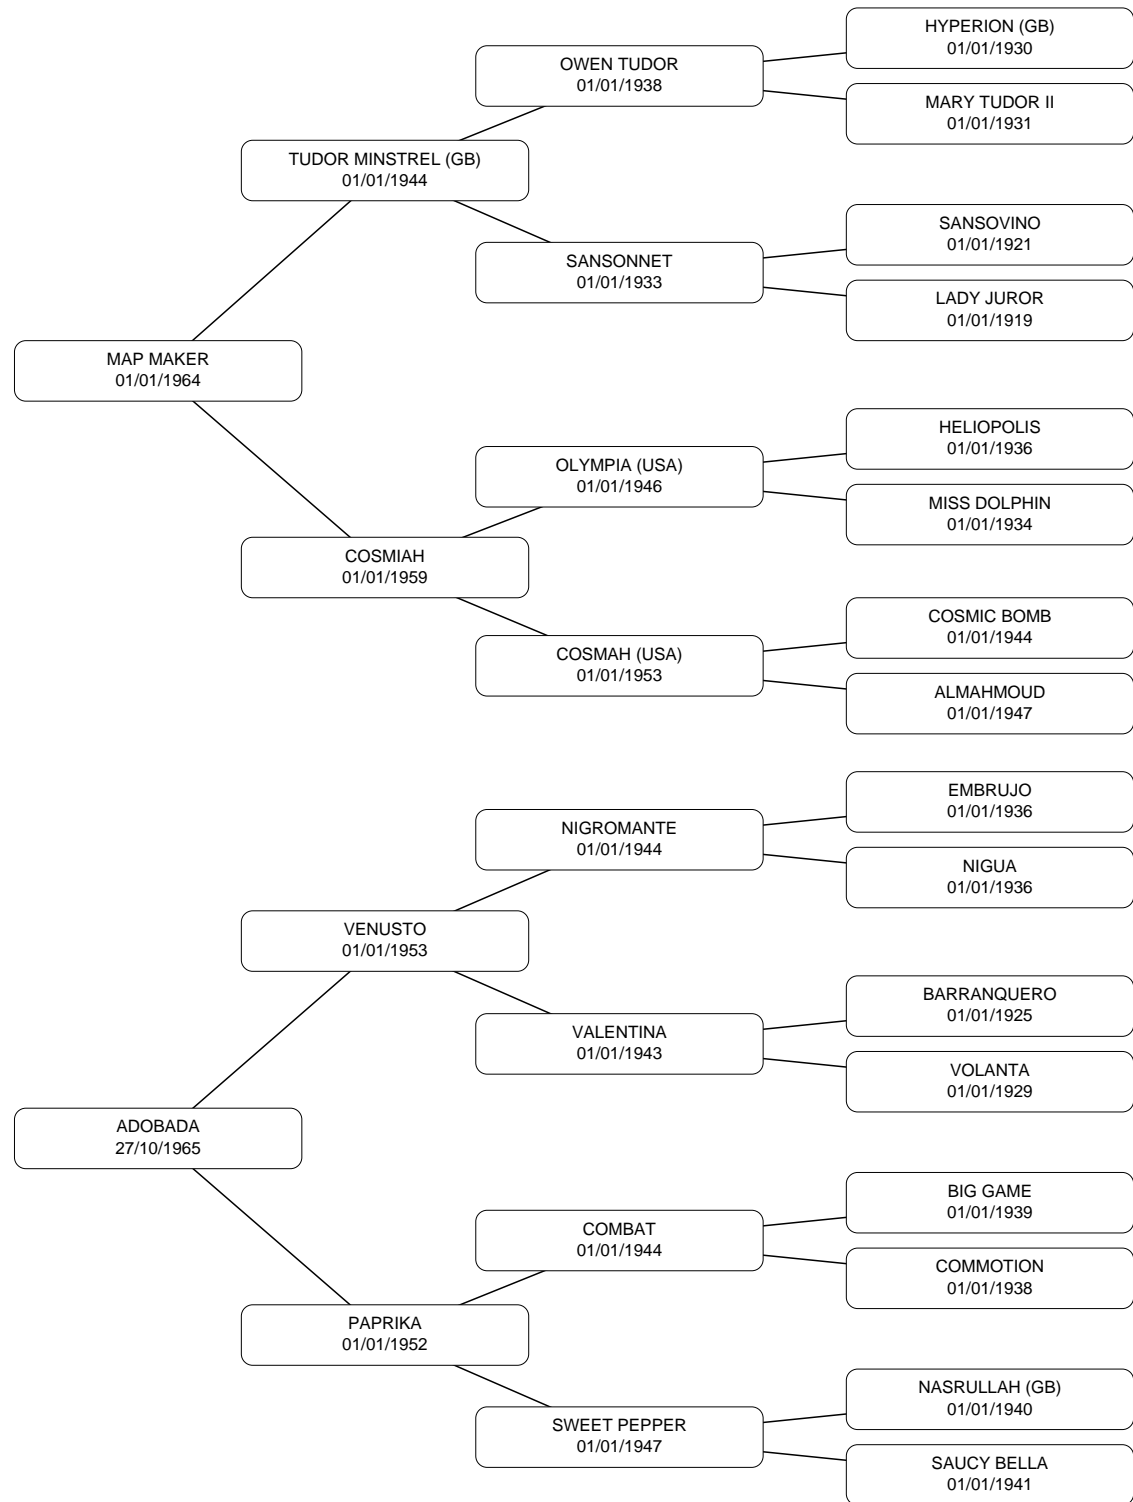 HYPERION (GB)
01/01/1930
OWEN TUDOR
01/01/1938
MARY TUDOR II
01/01/1931
TUDOR MINSTREL (GB)
01/01/1944
SANSOVINO
01/01/1921
SANSONNET
01/01/1933
LADY JUROR
01/01/1919
MAP MAKER
01/01/1964
HELIOPOLIS
01/01/1936
OLYMPIA (USA)
01/01/1946
MISS DOLPHIN
01/01/1934
COSMIAH
01/01/1959
COSMIC BOMB
01/01/1944
COSMAH (USA)
01/01/1953
ALMAHMOUD
01/01/1947
EMBRUJO
01/01/1936
NIGROMANTE
01/01/1944
NIGUA
01/01/1936
VENUSTO
01/01/1953
BARRANQUERO
01/01/1925
VALENTINA
01/01/1943
VOLANTA
01/01/1929
ADOBADA
27/10/1965
BIG GAME
01/01/1939
COMBAT
01/01/1944
COMMOTION
01/01/1938
PAPRIKA
01/01/1952
NASRULLAH (GB)
01/01/1940
SWEET PEPPER
01/01/1947
SAUCY BELLA
01/01/1941